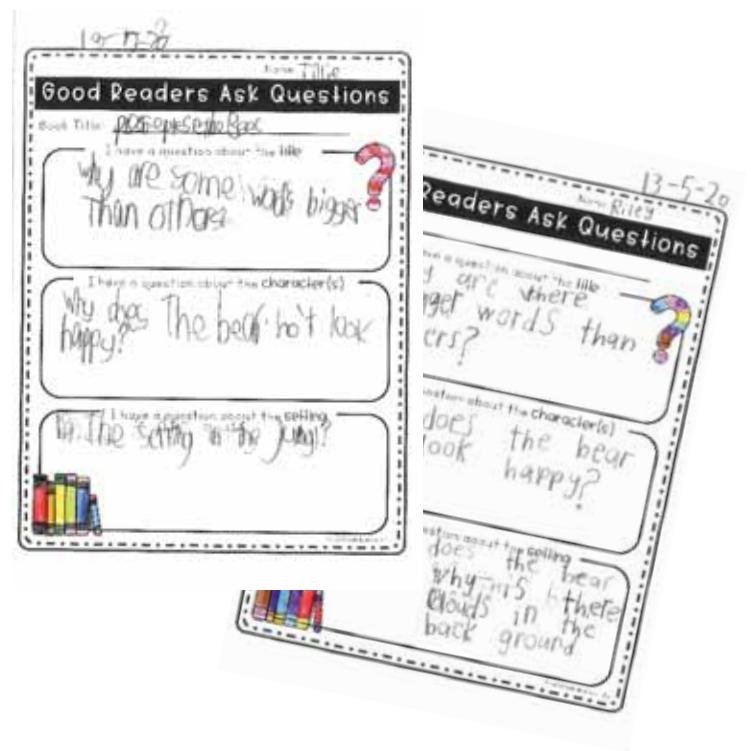 Name: Tillie
Good Readers Ask Questions
Book Title:
I have a question about the title
why are some words bigger
Than others
I have a question about the character(s)
why does The bear not look
happy?
I have a question about the setting
The setting in the
13-5-20
Name: Riley
Readers Ask Questions
a question about the title
are there
words than
ers?
question about the character(s)
does the bear
look happy?
question about the setting
does the bear
why is there
clouds in the
back ground